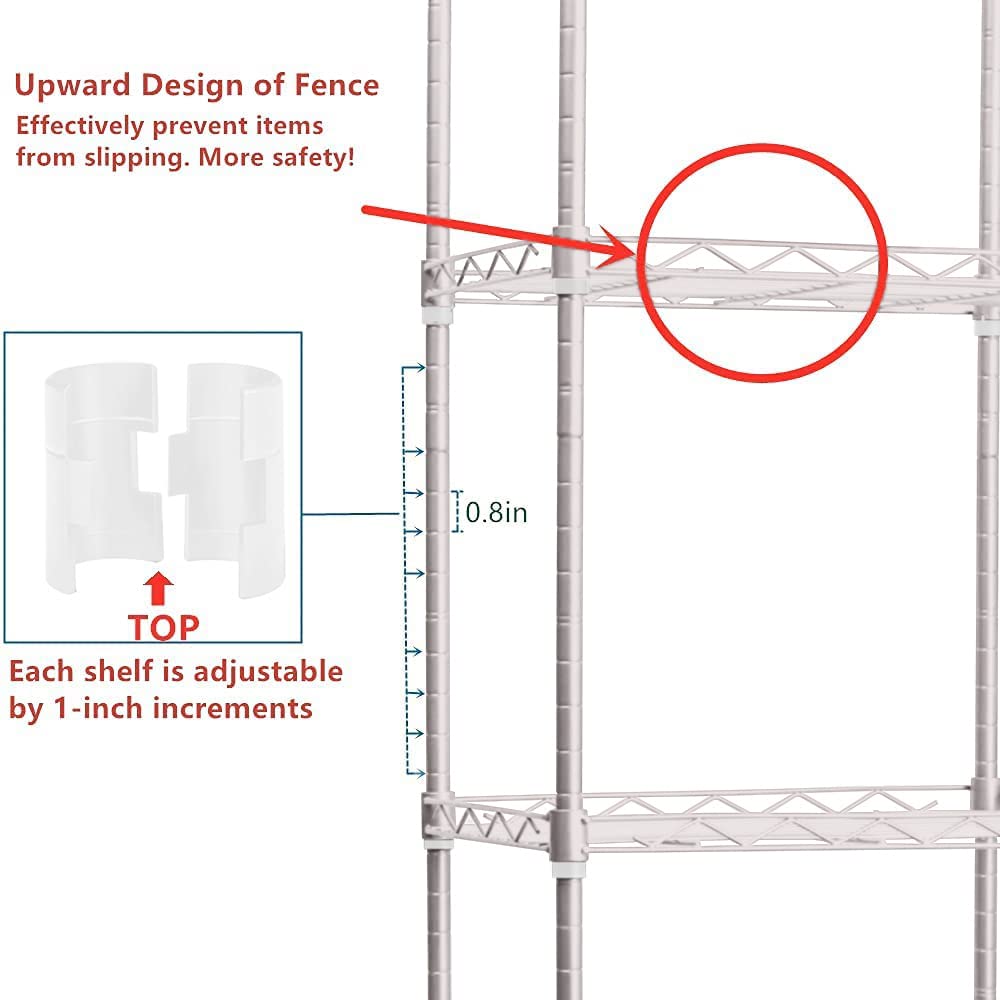 Upward Design of Fence
Effectively prevent items
from slipping. More safety!
0.8in
TOP
Each shelf is adjustable
by 1-inch increments